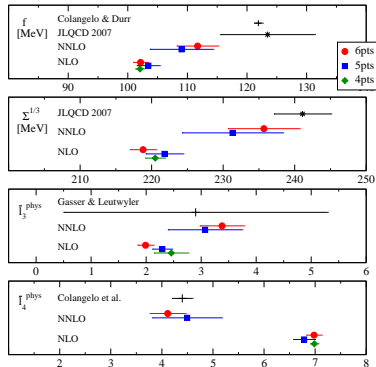 f
[MeV]
Colangelo & Durr
JLQCD 2007
NNLO
NLO
6pts
5pts
4pts
90 100 110 120 130
Σ^1/3
[MeV]
JLQCD 2007
NNLO
NLO
210 220 230 240 250
l̄_3^phys
Gasser & Leutwyler
NNLO
NLO
0 1 2 3 4 5 6
l̄_4^phys
Colangelo et al.
NNLO
NLO
2 3 4 5 6 7 8